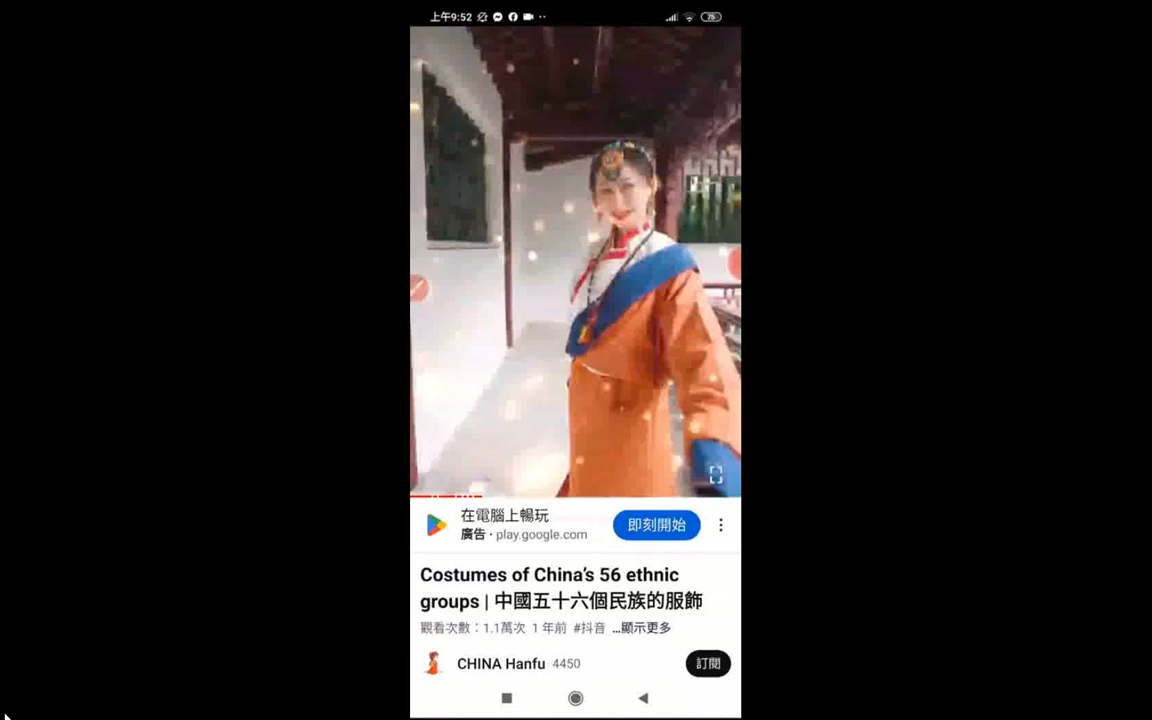 上午9:52
75
在電腦上暢玩
廣告 · play.google.com
即刻開始
Costumes of China's 56 ethnic
groups | 中國五十六個民族的服飾
觀看次數：1.1萬次 1 年前 #抖音 ...顯示更多
CHINA Hanfu 4450
訂閱